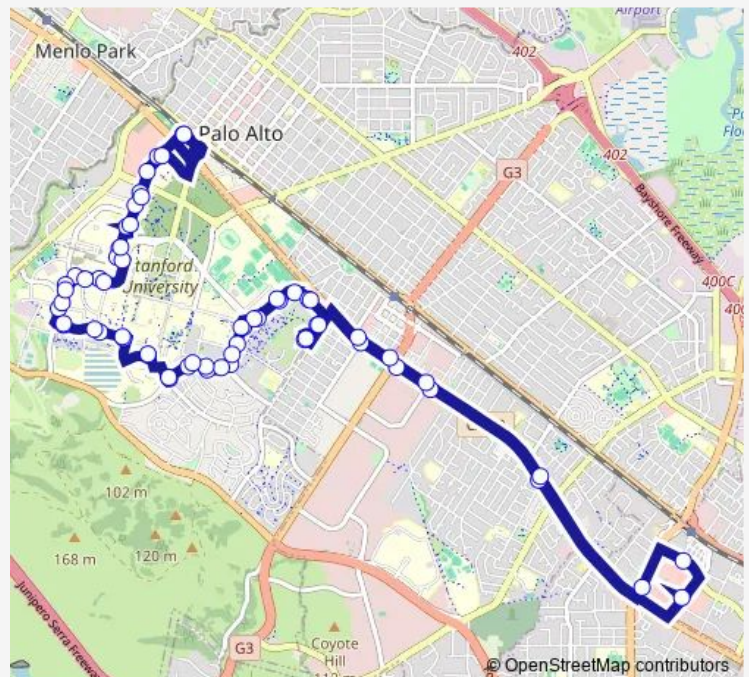 Airport
Menlo Park
402
Palo Alto
G3
402
Bayshore Freeway
400C
tanford
University
102 m
168 m
120 m
Junipero Serra Freeway
G3
Coyote
Hill
© OpenStreetMap contributors